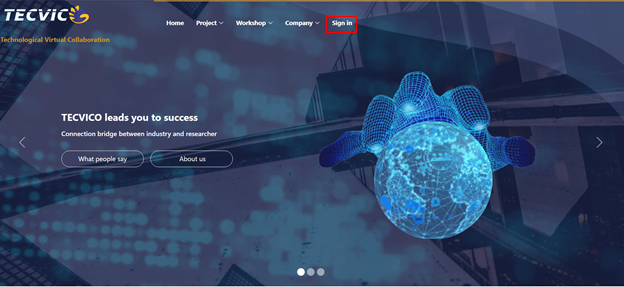 TECVICO
Technological Virtual Collaboration
Home Project Workshop Company Sign in
TECVICO leads you to success
Connection bridge between industry and researcher
What people say About us